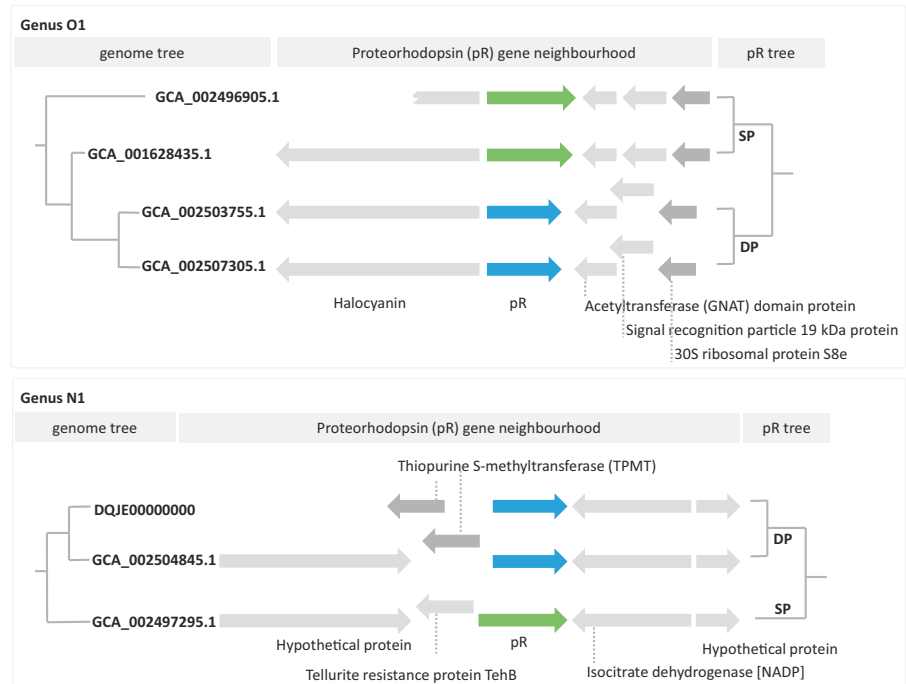 Genus O1
genome tree
Proteorhodopsin (pR) gene neighbourhood
pR tree
GCA_002496905.1
SP
GCA_001628435.1
GCA_002503755.1
DP
GCA_002507305.1
Halocyanin
pR
Acetyltransferase (GNAT) domain protein
Signal recognition particle 19 kDa protein
30S ribosomal protein S8e
Genus N1
genome tree
Proteorhodopsin (pR) gene neighbourhood
pR tree
Thiopurine S-methyltransferase (TPMT)
DQJE00000000
DP
GCA_002504845.1
SP
GCA_002497295.1
Hypothetical protein
pR
Hypothetical protein
Tellurite resistance protein TehB
Isocitrate dehydrogenase [NADP]